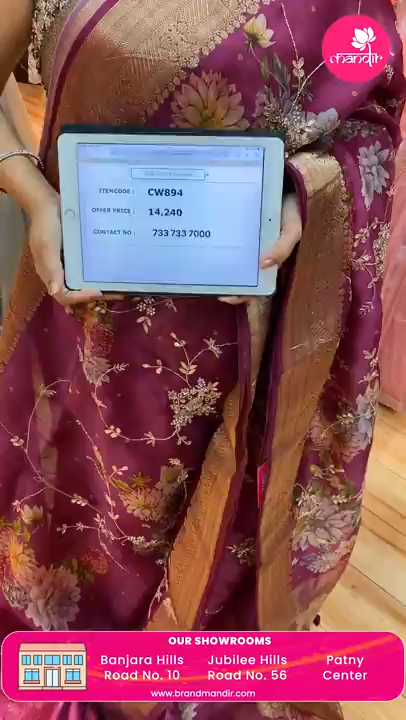 mandir
ITEMCODE : CW894
OFFER PRICE : 14,240
CONTACT NO : 733 733 7000
OUR SHOWROOMS
Banjara Hills
Road No. 10
Jubilee Hills
Road No. 56
Patny
Center
www.brandmandir.com